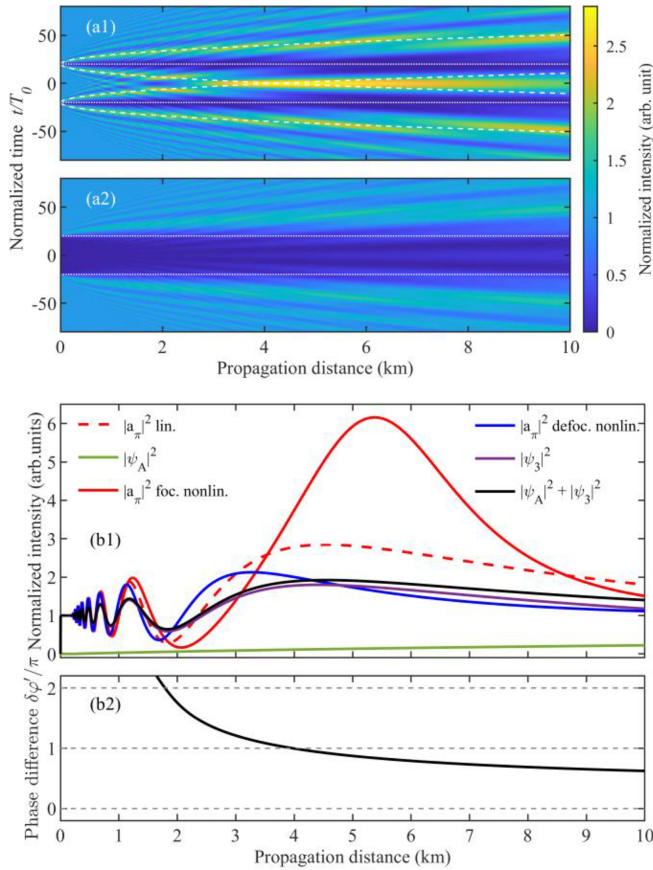 (a1)
50
0
-50
(a2)
50
0
-50
Normalized time t/T₀
0 2 4 6 8 10
Propagation distance (km)
2.5
2
1.5
1
0.5
0
Normalized intensity (arb. unit)
|aπ|² lin.
|ψA|²
|aπ|² foc. nonlin.
|aπ|² defoc. nonlin.
|ψ3|²
|ψA|² + |ψ3|²
(b1)
6
5
4
3
2
1
0
Normalized intensity (arb.units)
(b2)
2
1
0
Phase difference δφ′/π
0 1 2 3 4 5 6 7 8 9 10
Propagation distance (km)